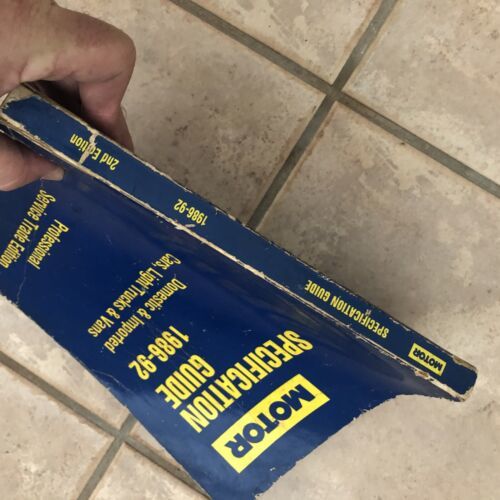 MOTOR
SPECIFICATION
GUIDE
1986-92
Domestic & Imported
Cars, Light Trucks & Vans
Professional
Service Trade Edition
MOTOR
SPECIFICATION GUIDE
1986-92
2nd Edition